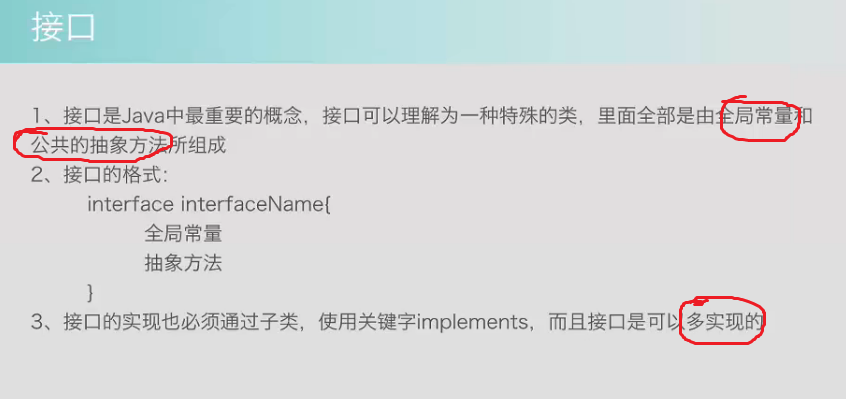 接口
1、接口是Java中最重要的概念，接口可以理解为一种特殊的类，里面全部是由全局常量和
公共的抽象方法所组成
2、接口的格式:
interface interfaceName{
全局常量
抽象方法
}
3、接口的实现也必须通过子类，使用关键字implements，而且接口是可以多实现的